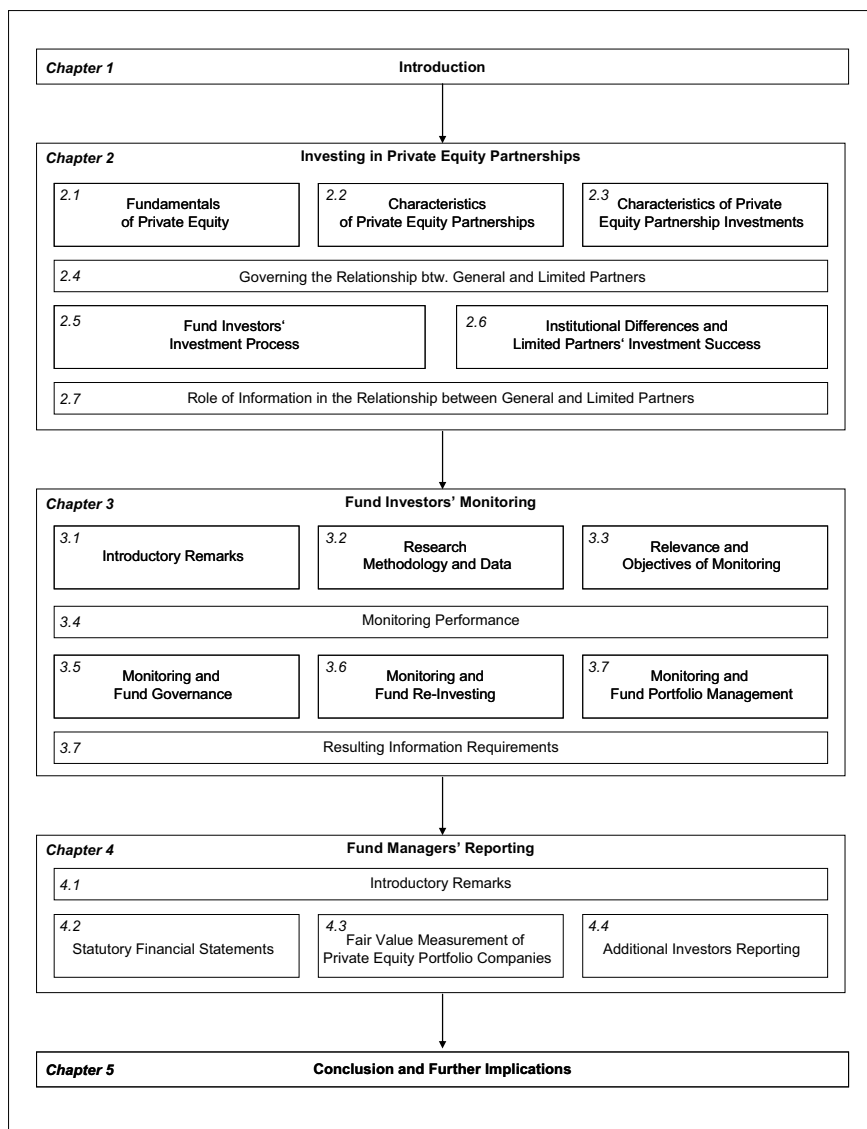 Chapter 1 Introduction
Chapter 2 Investing in Private Equity Partnerships
2.1 Fundamentals
of Private Equity
2.2 Characteristics
of Private Equity Partnerships
2.3 Characteristics of Private
Equity Partnership Investments
2.4 Governing the Relationship btw. General and Limited Partners
2.5 Fund Investors‘
Investment Process
2.6 Institutional Differences and
Limited Partners‘ Investment Success
2.7 Role of Information in the Relationship between General and Limited Partners
Chapter 3 Fund Investors’ Monitoring
3.1 Introductory Remarks
3.2 Research
Methodology and Data
3.3 Relevance and
Objectives of Monitoring
3.4 Monitoring Performance
3.5 Monitoring and
Fund Governance
3.6 Monitoring and
Fund Re-Investing
3.7 Monitoring and
Fund Portfolio Management
3.7 Resulting Information Requirements
Chapter 4 Fund Managers’ Reporting
4.1 Introductory Remarks
4.2 Statutory Financial Statements
4.3 Fair Value Measurement of
Private Equity Portfolio Companies
4.4 Additional Investors Reporting
Chapter 5 Conclusion and Further Implications